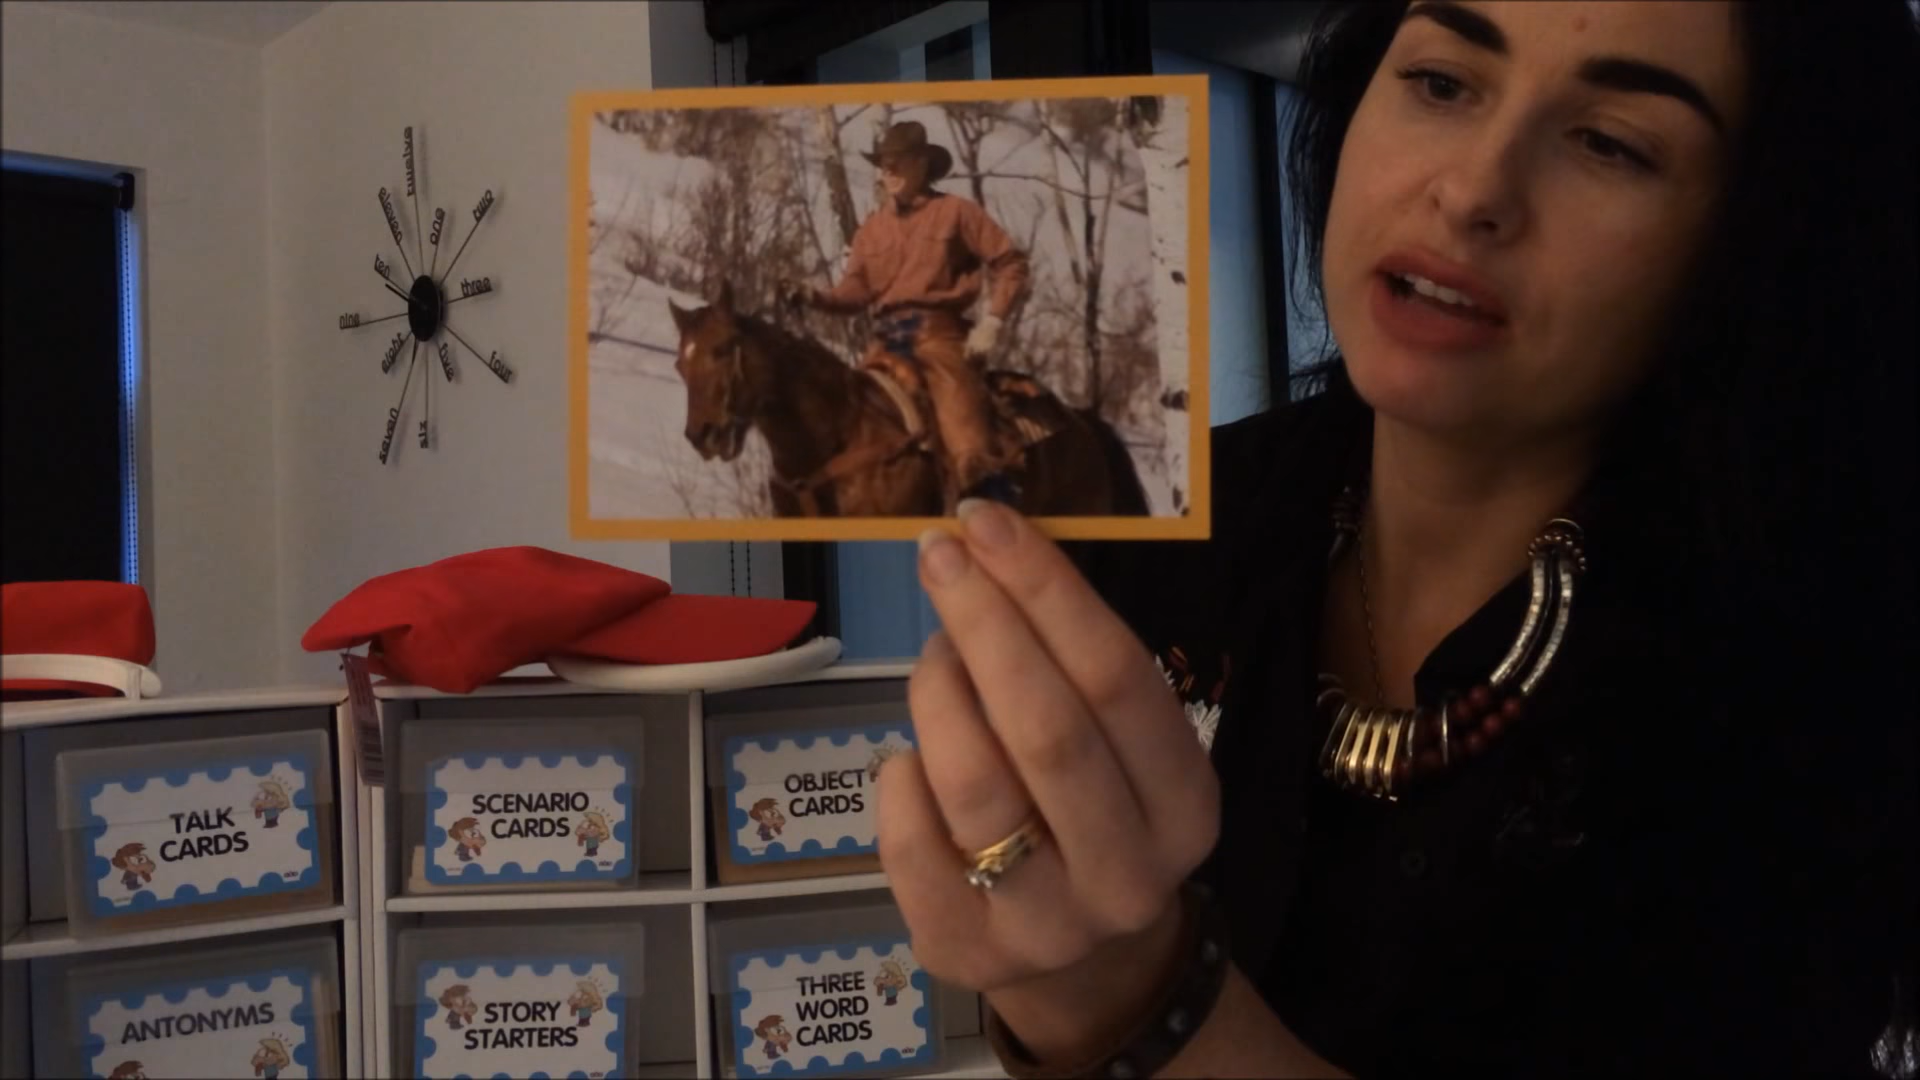 twelve
one
two
three
four
five
six
seven
eight
nine
ten
eleven
TALK
CARDS
SCENARIO
CARDS
OBJECT
CARDS
ANTONYMS
STORY
STARTERS
THREE
WORD
CARDS